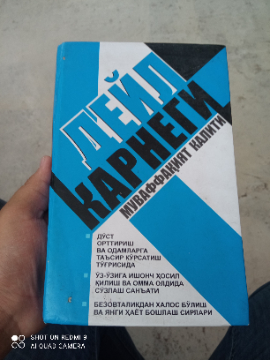 ДЕЙЛ
КАРНЕГИ
МУВАФФАҚИЯТ КАЛИТИ
ДЎСТ
ОРТТИРИШ
ВА ОДАМЛАРГА
ТАЪСИР КЎРСАТИШ
ТЎҒРИСИДА
ЎЗ-ЎЗИГА ИШОНЧ ҲОСИЛ
ҚИЛИШ ВА ОММА ОЛДИДА
СЎЗЛАШ САНЪАТИ
БЕЗОВТАЛИКДАН ХАЛОС БЎЛИШ
ВА ЯНГИ ҲАЁТ БОШЛАШ СИРЛАРИ
SHOT ON REDMI 9
AI QUAD CAMERA